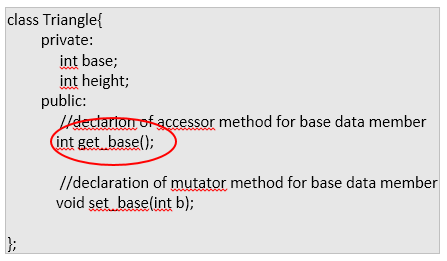 class Triangle{
private:
int base;
int height;
public:
//declarion of accessor method for base data member
int get_base();
//declaration of mutator method for base data member
void set_base(int b);
};